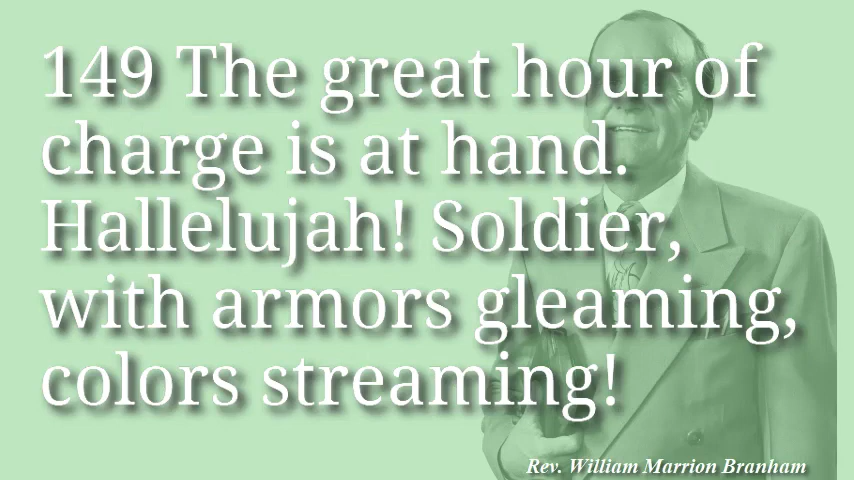 149 The great hour of
charge is at hand.
Hallelujah! Soldier,
with armors gleaming,
colors streaming!
Rev. William Marrion Branham